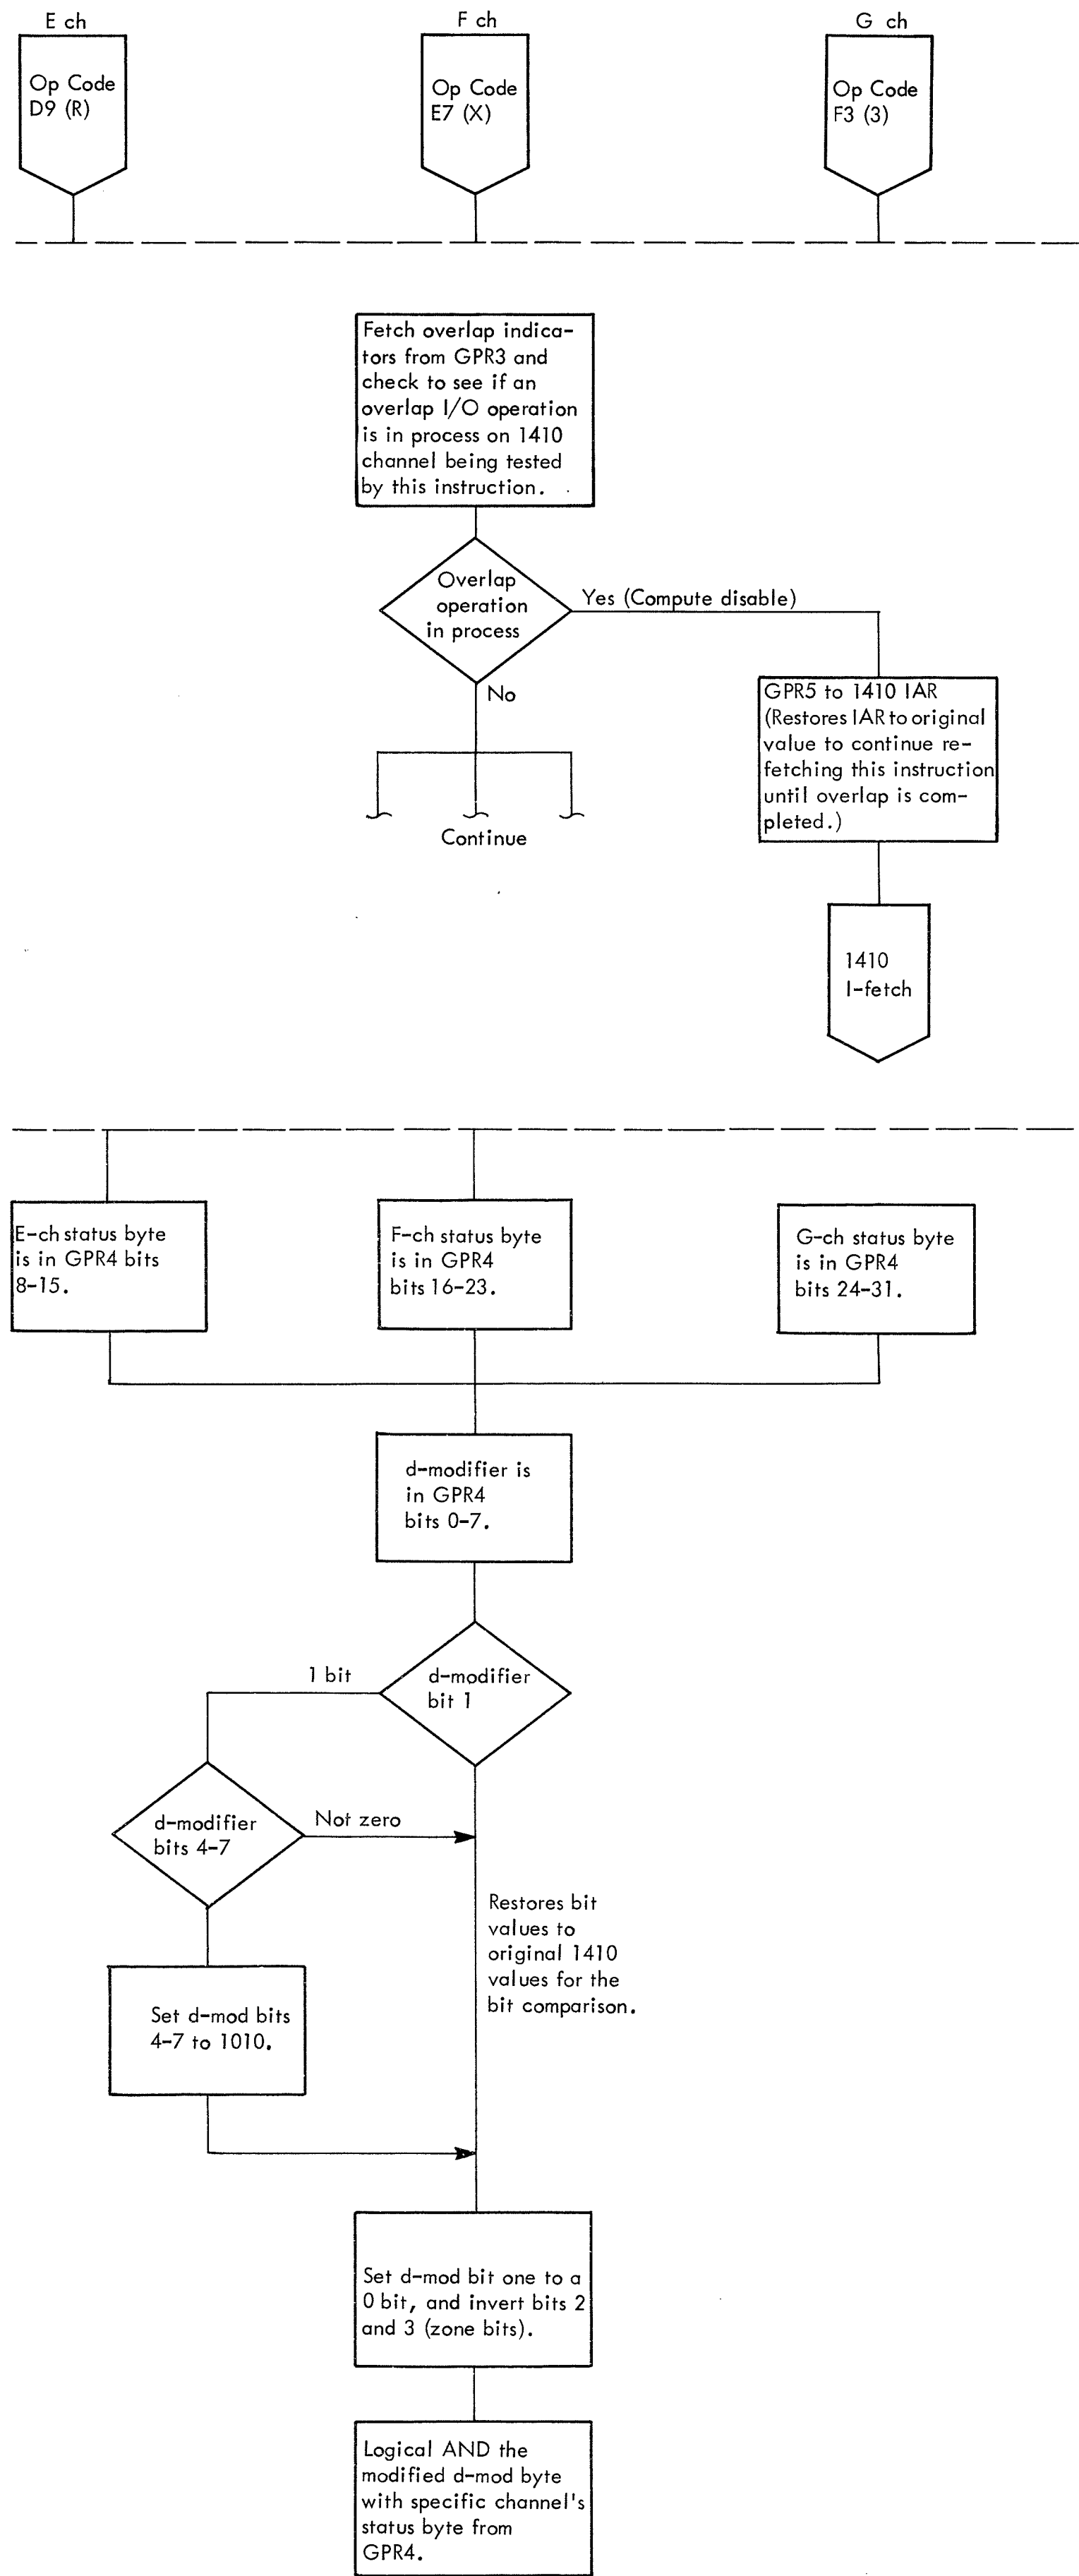 E ch
F ch
G ch
Op Code
D9 (R)
Op Code
E7 (X)
Op Code
F3 (3)
Fetch overlap indica-
tors from GPR3 and
check to see if an
overlap I/O operation
is in process on 1410
channel being tested
by this instruction.
Overlap
operation
in process
Yes (Compute disable)
No
GPR5 to 1410 IAR
(Restores IAR to original
value to continue re-
fetching this instruction
until overlap is com-
pleted.)
Continue
1410
I-fetch
E-ch status byte
is in GPR4 bits
8-15.
F-ch status byte
is in GPR4
bits 16-23.
G-ch status byte
is in GPR4
bits 24-31.
d-modifier is
in GPR4
bits 0-7.
1 bit
d-modifier
bit 1
d-modifier
bits 4-7
Not zero
Restores bit
values to
original 1410
values for the
bit comparison.
Set d-mod bits
4-7 to 1010.
Set d-mod bit one to a
0 bit, and invert bits 2
and 3 (zone bits).
Logical AND the
modified d-mod byte
with specific channel's
status byte from
GPR4.